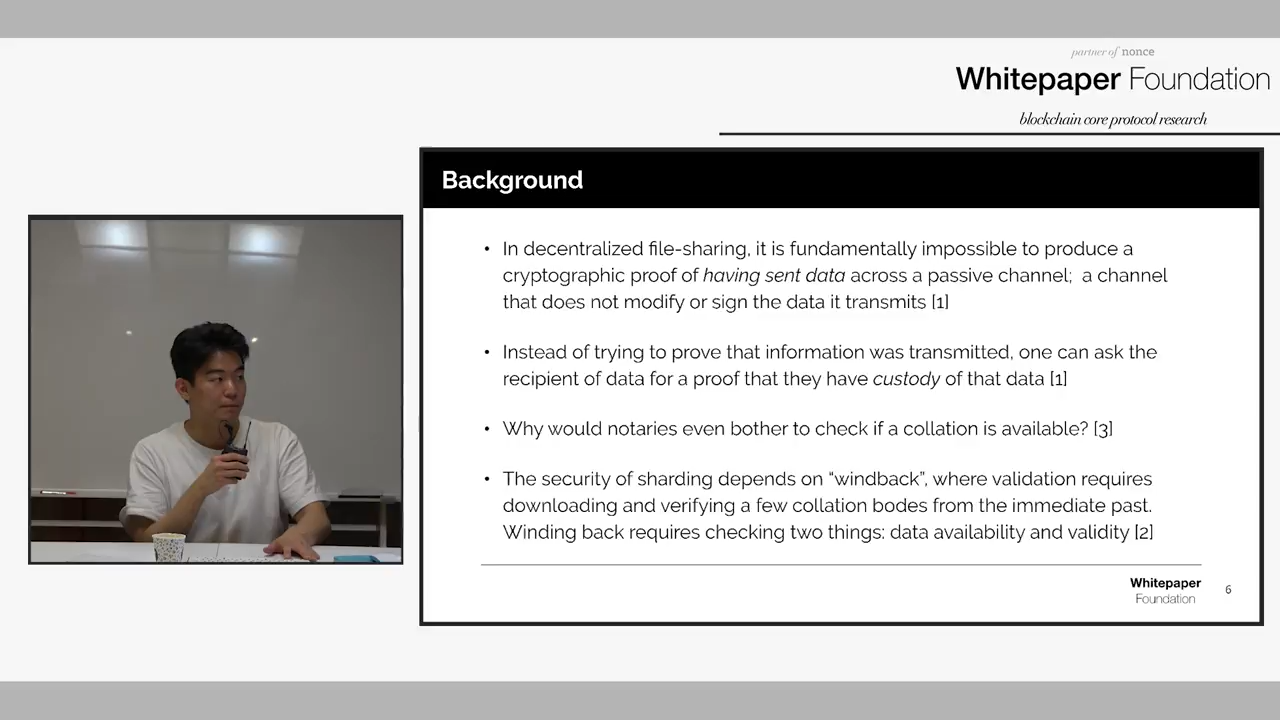 partner of nonce
Whitepaper Foundation
blockchain core protocol research
Background
• In decentralized file-sharing, it is fundamentally impossible to produce a
cryptographic proof of having sent data across a passive channel; a channel
that does not modify or sign the data it transmits [1]
• Instead of trying to prove that information was transmitted, one can ask the
recipient of data for a proof that they have custody of that data [1]
• Why would notaries even bother to check if a collation is available? [3]
• The security of sharding depends on “windback”, where validation requires
downloading and verifying a few collation bodes from the immediate past.
Winding back requires checking two things: data availability and validity [2]
Whitepaper
Foundation
6